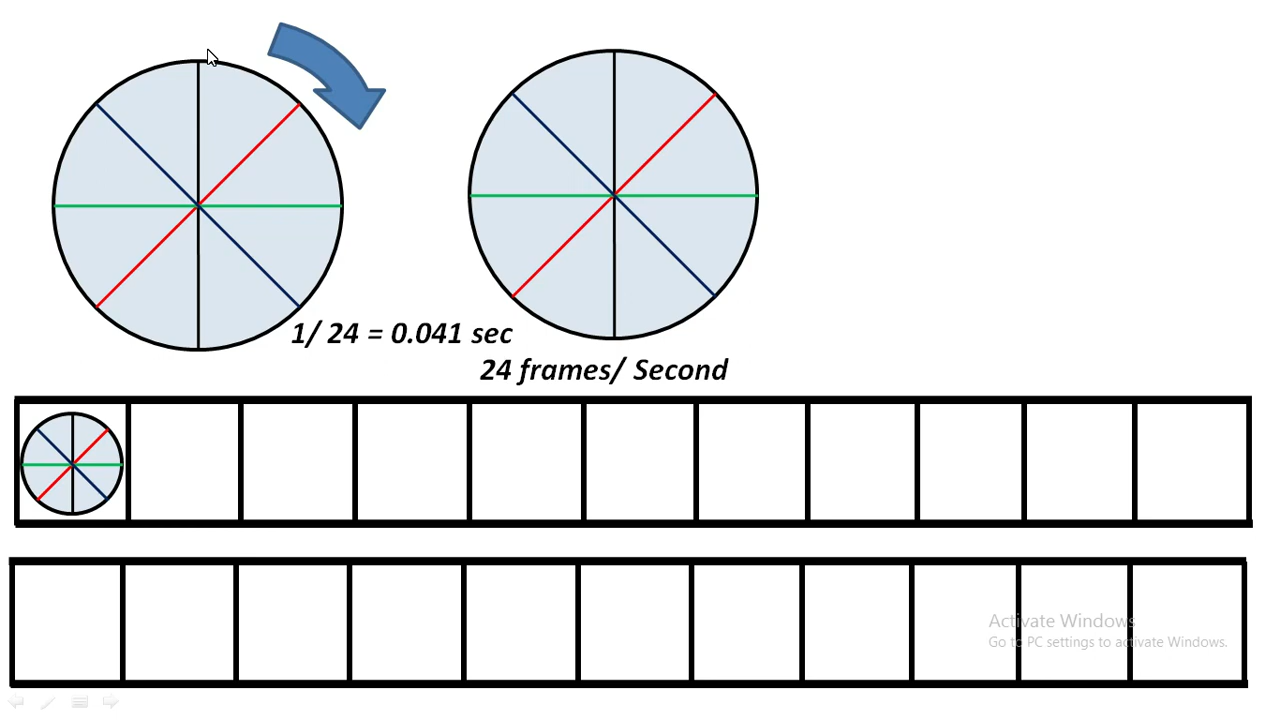 1/ 24 = 0.041 sec
24 frames/ Second
Activate Windows
Go to PC settings to activate Windows.